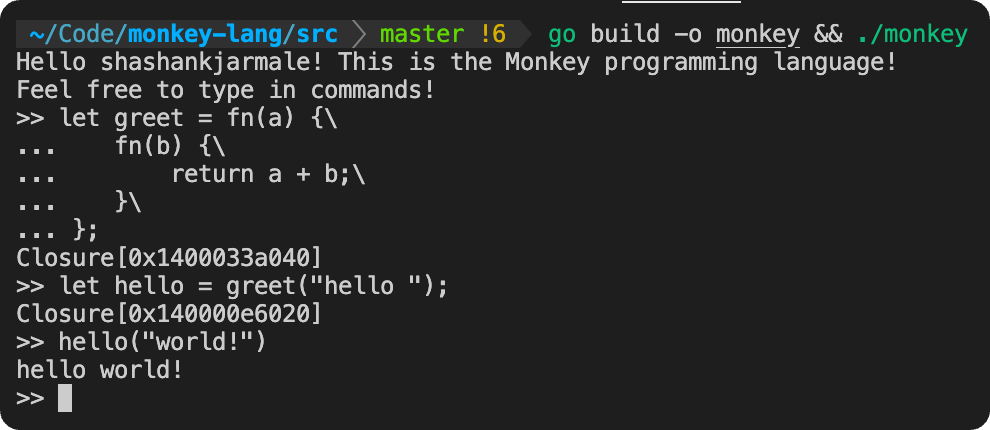 ~/Code/monkey-lang/src master !6 go build -o monkey && ./monkey
Hello shashankjarmale! This is the Monkey programming language!
Feel free to type in commands!
>> let greet = fn(a) {\
...    fn(b) {\
...        return a + b;\
...    }\
... };
Closure[0x1400033a040]
>> let hello = greet("hello ");
Closure[0x140000e6020]
>> hello("world!")
hello world!
>>